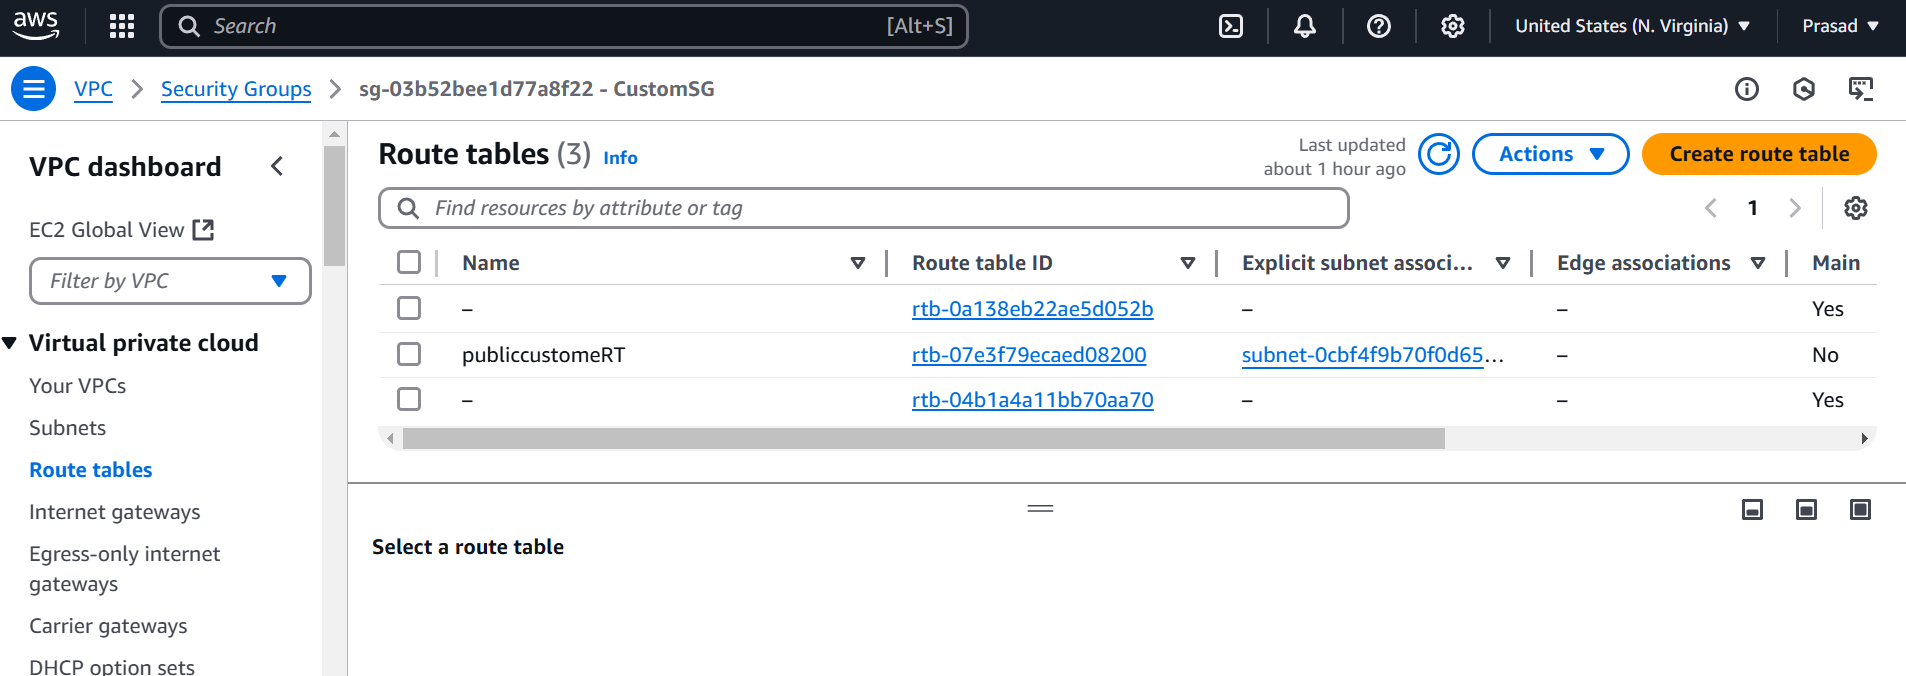 aws Search [Alt+S] United States (N. Virginia) Prasad
VPC Security Groups sg-03b52bee1d77a8f22 - CustomSG
VPC dashboard
EC2 Global View
Filter by VPC
Virtual private cloud
Your VPCs
Subnets
Route tables
Internet gateways
Egress-only internet
gateways
Carrier gateways
DHCP option sets
Route tables (3) Info
Last updated
about 1 hour ago
Actions
Create route table
Find resources by attribute or tag
1
Name Route table ID Explicit subnet associ... Edge associations Main
– rtb-0a138eb22ae5d052b – – Yes
publiccustomeRT rtb-07e3f79ecaed08200 subnet-0cbf4f9b70f0d65... – No
– rtb-04b1a4a11bb70aa70 – – Yes
Select a route table